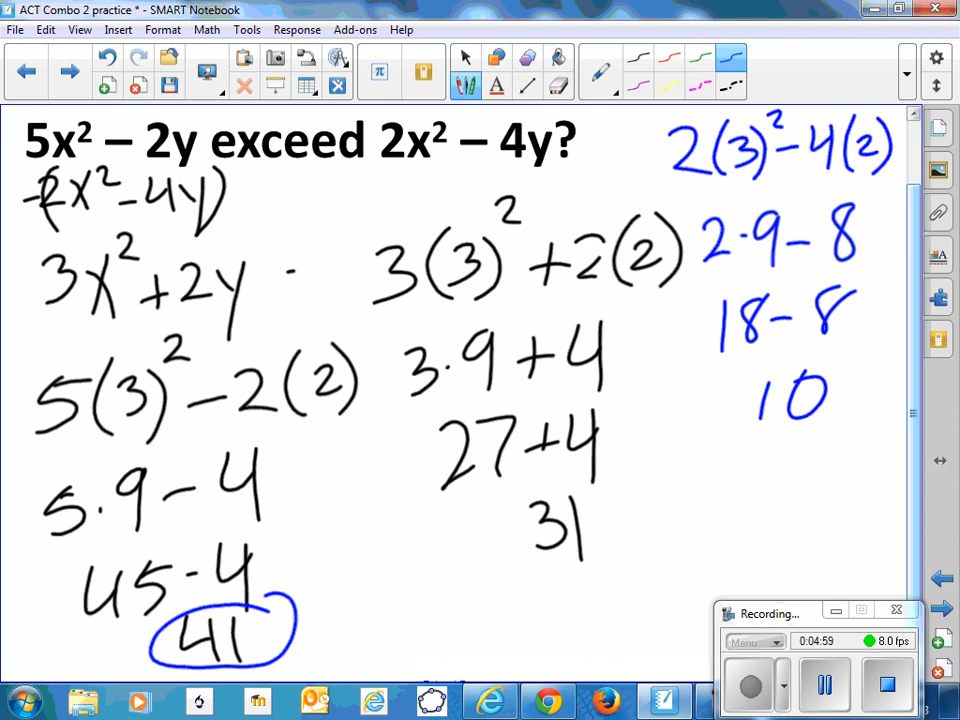 ACT Combo 2 practice * - SMART Notebook
File Edit View Insert Format Math Tools Response Add-ons Help
5x² – 2y exceed 2x² – 4y?
-(2x² - 4y)
3x² + 2y
5(3)² - 2(2)
5·9 - 4
45 - 4
41
3(3)² + 2(2)
3·9 + 4
27 + 4
31
2(3)² - 4(2)
2·9 - 8
18 - 8
10
Recording...
Menu 0:04:59 8.0 fps